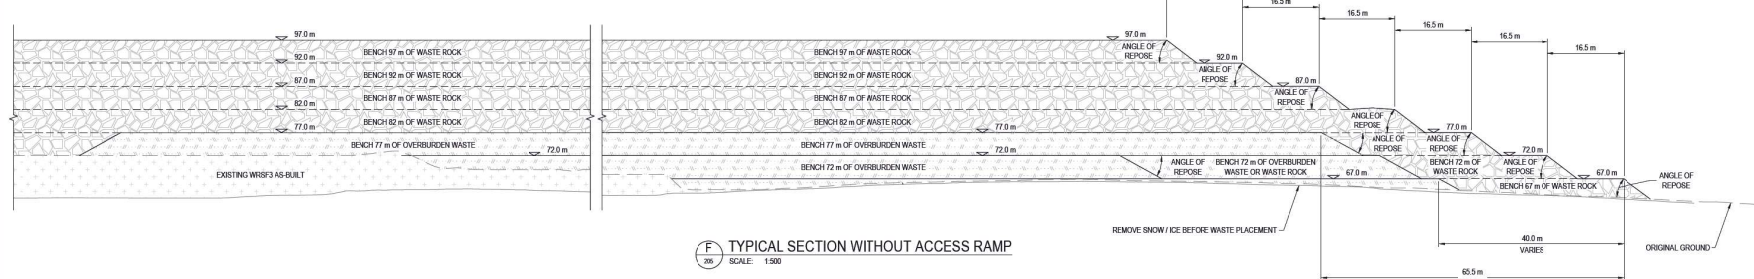 16.5 m
16.5 m
16.5 m
16.5 m
16.5 m
97.0 m
BENCH 97 m OF WASTE ROCK
92.0 m
BENCH 92 m OF WASTE ROCK
87.0 m
BENCH 87 m OF WASTE ROCK
82.0 m
BENCH 82 m OF WASTE ROCK
77.0 m
BENCH 77 m OF OVERBURDEN WASTE
72.0 m
EXISTING WRSF3 AS-BUILT
97.0 m
BENCH 97 m OF WASTE ROCK
ANGLE OF
REPOSE
92.0 m
BENCH 92 m OF WASTE ROCK
ANGLE OF
REPOSE
87.0 m
BENCH 87 m OF WASTE ROCK
ANGLE OF
REPOSE
BENCH 82 m OF WASTE ROCK
ANGLE OF
REPOSE
77.0 m
77.0 m
BENCH 77 m OF OVERBURDEN WASTE
ANGLE OF
REPOSE
ANGLE OF
REPOSE
72.0 m
72.0 m
BENCH 72 m OF OVERBURDEN WASTE
ANGLE OF
REPOSE
BENCH 72 m OF OVERBURDEN
WASTE OR WASTE ROCK
BENCH 72 m OF
WASTE ROCK
ANGLE OF
REPOSE
67.0 m
67.0 m
BENCH 67 m OF WASTE ROCK
ANGLE OF
REPOSE
REMOVE SNOW / ICE BEFORE WASTE PLACEMENT
40.0 m
VARIES
ORIGINAL GROUND
65.5 m
F
205
TYPICAL SECTION WITHOUT ACCESS RAMP
SCALE: 1:500